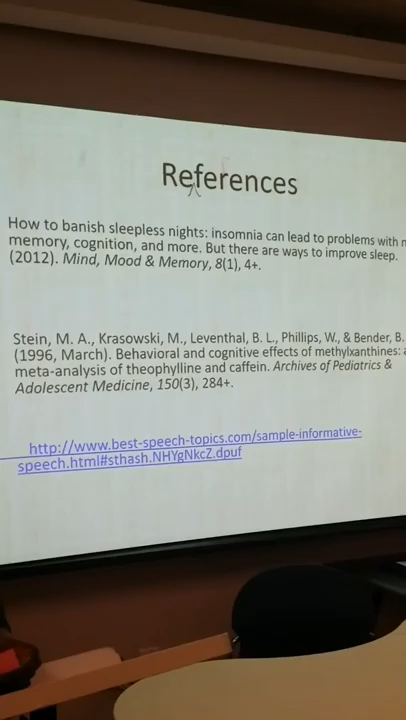 References
How to banish sleepless nights: insomnia can lead to problems with
memory, cognition, and more. But there are ways to improve sleep.
(2012). Mind, Mood & Memory, 8(1), 4+.
Stein, M. A., Krasowski, M., Leventhal, B. L., Phillips, W., & Bender, B.
(1996, March). Behavioral and cognitive effects of methylxanthines: a
meta-analysis of theophylline and caffein. Archives of Pediatrics &
Adolescent Medicine, 150(3), 284+.
http://www.best-speech-topics.com/sample-informative-
speech.html#sthash.NHYgNkcZ.dpuf